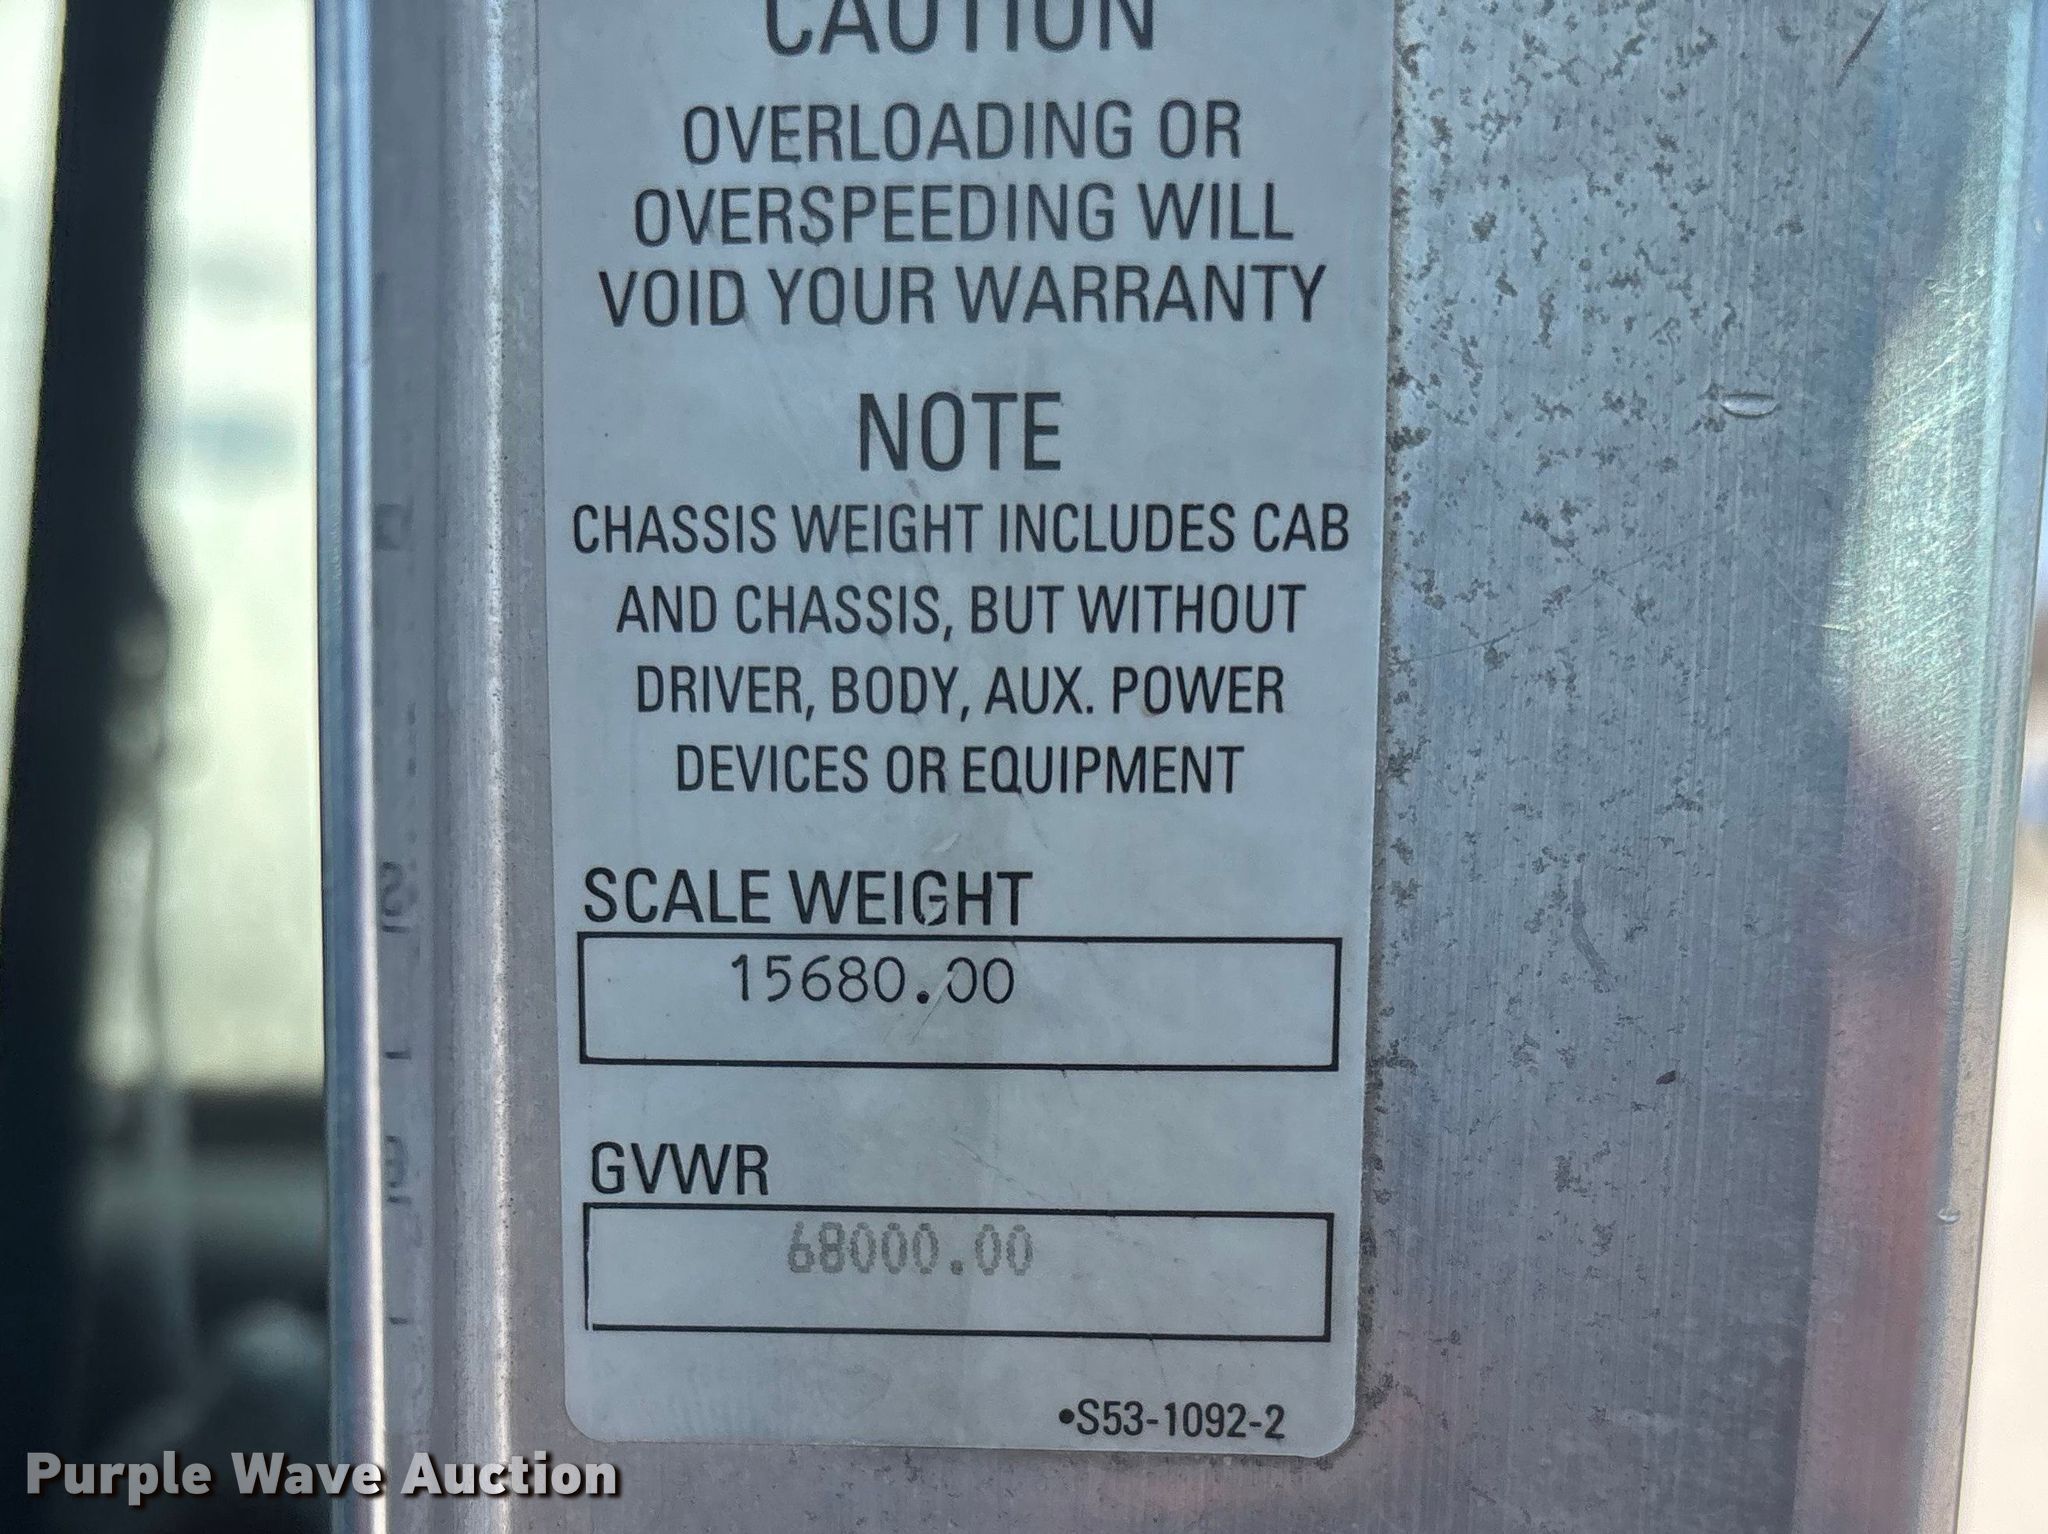 CAUTION
OVERLOADING OR
OVERSPEEDING WILL
VOID YOUR WARRANTY
NOTE
CHASSIS WEIGHT INCLUDES CAB
AND CHASSIS, BUT WITHOUT
DRIVER, BODY, AUX. POWER
DEVICES OR EQUIPMENT
SCALE WEIGHT
15680.00
GVWR
68000.00
•S53-1092-2
Purple Wave Auction